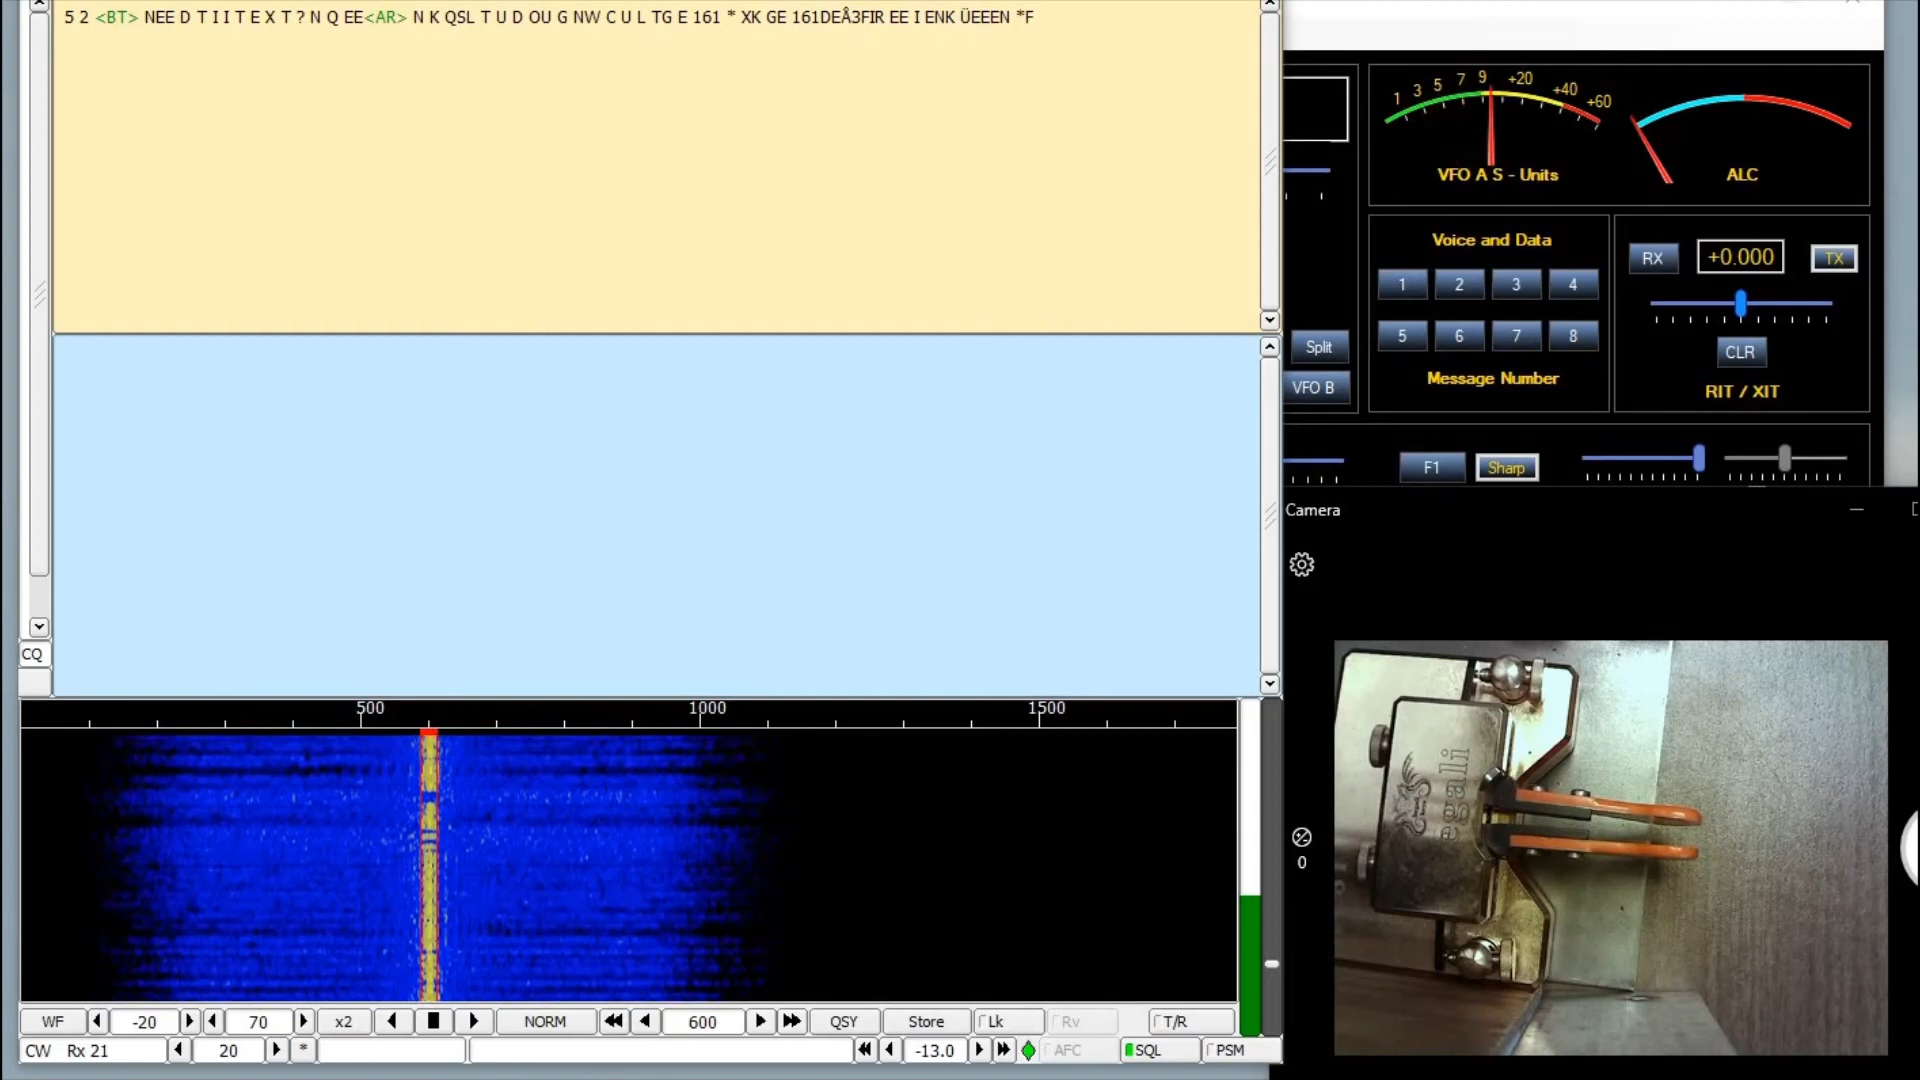 5 2 <BT> NEE D T I I T E X T ? N Q EE<AR> N K QSL T U D OU G NW C U L TG E 161 * XK GE 161DEÅ3FIR EE I ENK ÜEEEN *F
1 3 5 7 9 +20 +40 +60
VFO A S - Units
ALC
Voice and Data
RX +0.000 TX
1 2 3 4
5 6 7 8
Split
CLR
Message Number
VFO B
RIT / XIT
F1 Sharp
Camera
CQ
500 1000 1500
egali
0
WF -20 70 x2 NORM 600 QSY Store Lk Rv T/R
CW Rx 21 20 * -13.0 AFC SQL PSM